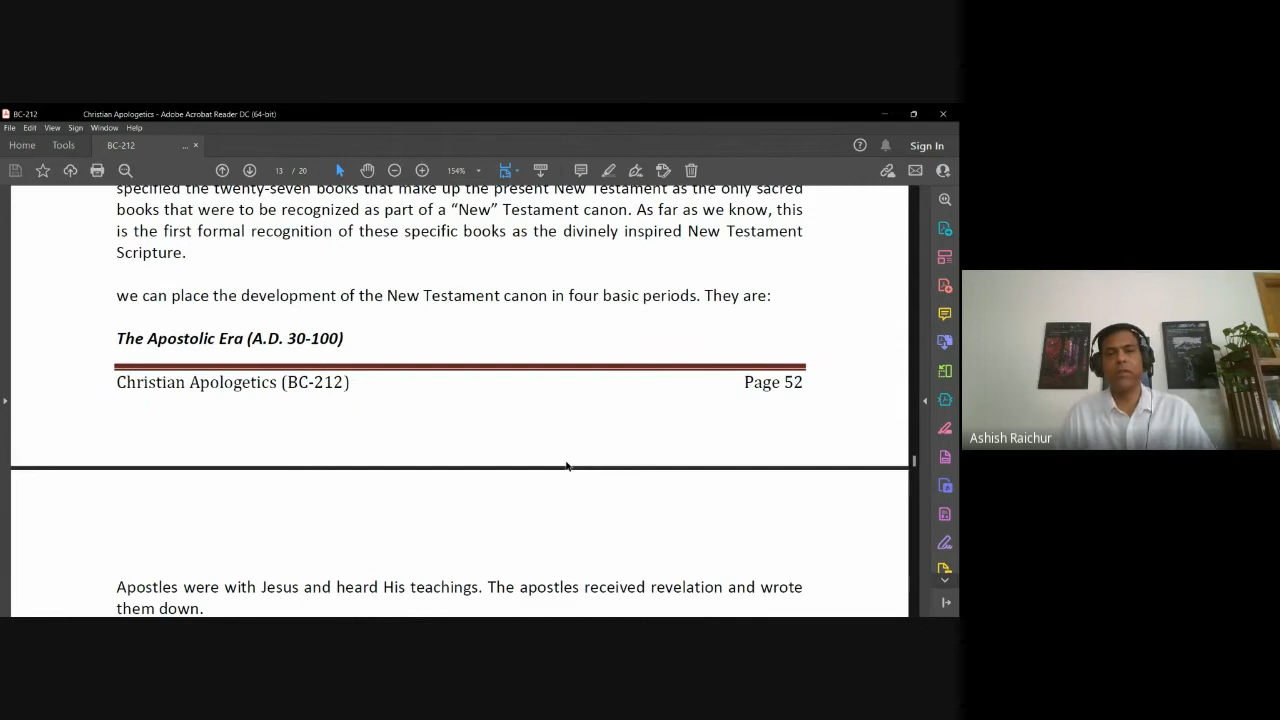 BC-212 Christian Apologetics - Adobe Acrobat Reader DC (64-bit)
File Edit View Sign Window Help
Home Tools BC-212 ... × Sign In
13 / 20 154%
specified the twenty-seven books that make up the present New Testament as the only sacred
books that were to be recognized as part of a “New” Testament canon. As far as we know, this
is the first formal recognition of these specific books as the divinely inspired New Testament
Scripture.
we can place the development of the New Testament canon in four basic periods. They are:
The Apostolic Era (A.D. 30-100)
Christian Apologetics (BC-212) Page 52
Apostles were with Jesus and heard His teachings. The apostles received revelation and wrote
them down.
Ashish Raichur